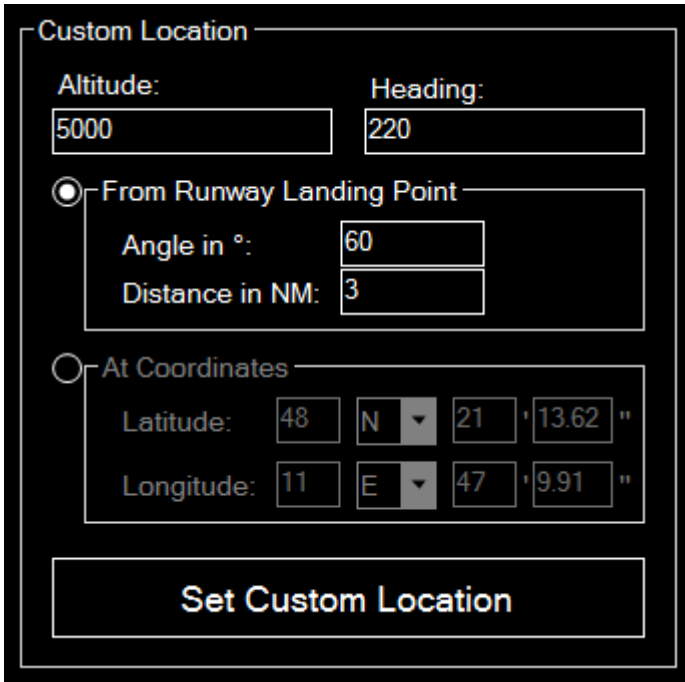 Custom Location
Altitude: Heading:
5000 220
From Runway Landing Point
Angle in °: 60
Distance in NM: 3
At Coordinates
Latitude: 48 N 21 ' 13.62 "
Longitude: 11 E 47 ' 9.91 "
Set Custom Location